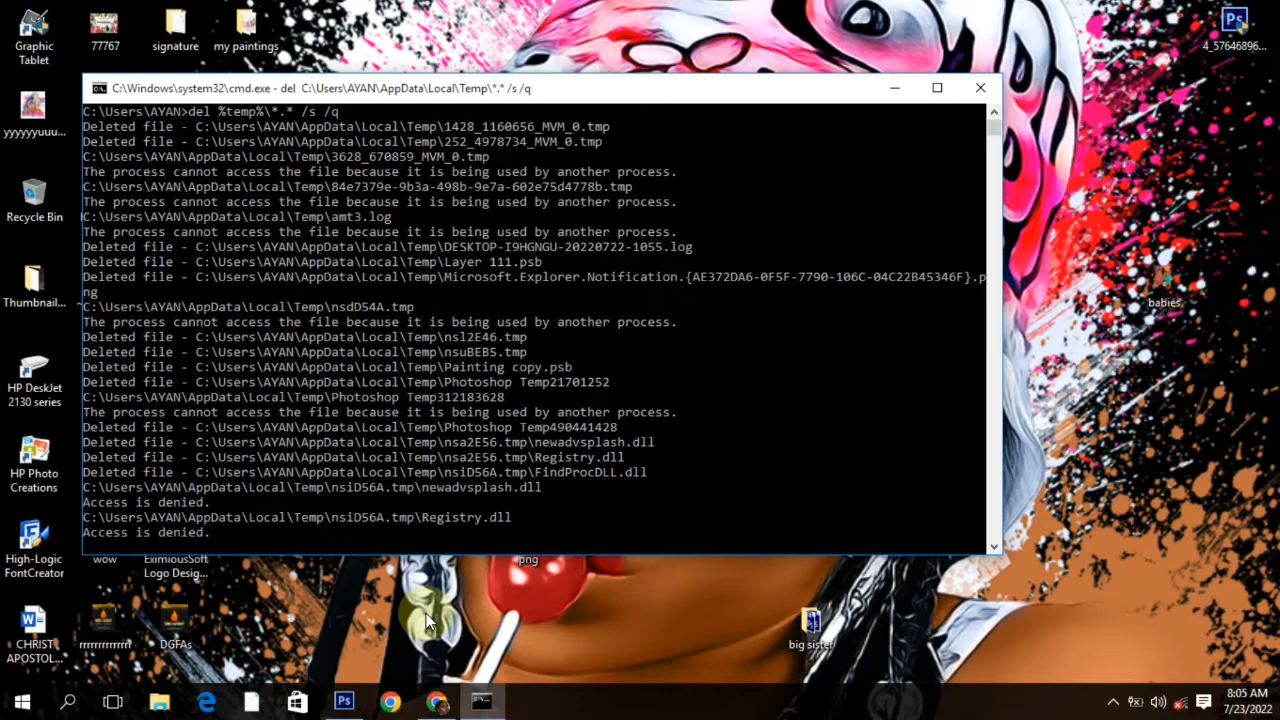 Graphic
Tablet
77767
signature
my paintings
4_57646896...
C:\Windows\system32\cmd.exe - del C:\Users\AYAN\AppData\Local\Temp\*.* /s /q
C:\Users\AYAN>del %temp%\*.* /s /q
Deleted file - C:\Users\AYAN\AppData\Local\Temp\1428_1160656_MVM_0.tmp
Deleted file - C:\Users\AYAN\AppData\Local\Temp\252_4978734_MVM_0.tmp
C:\Users\AYAN\AppData\Local\Temp\3628_670859_MVM_0.tmp
The process cannot access the file because it is being used by another process.
C:\Users\AYAN\AppData\Local\Temp\84e7379e-9b3a-498b-9e7a-602e75d4778b.tmp
The process cannot access the file because it is being used by another process.
C:\Users\AYAN\AppData\Local\Temp\amt3.log
The process cannot access the file because it is being used by another process.
Deleted file - C:\Users\AYAN\AppData\Local\Temp\DESKTOP-I9HGNGU-20220722-1055.log
Deleted file - C:\Users\AYAN\AppData\Local\Temp\Layer 111.psb
Deleted file - C:\Users\AYAN\AppData\Local\Temp\Microsoft.Explorer.Notification.{AE372DA6-0F5F-7790-106C-04C22B45346F}.p
ng
C:\Users\AYAN\AppData\Local\Temp\nsdD54A.tmp
The process cannot access the file because it is being used by another process.
Deleted file - C:\Users\AYAN\AppData\Local\Temp\nsl2E46.tmp
Deleted file - C:\Users\AYAN\AppData\Local\Temp\nsuBEB5.tmp
Deleted file - C:\Users\AYAN\AppData\Local\Temp\Painting copy.psb
Deleted file - C:\Users\AYAN\AppData\Local\Temp\Photoshop Temp21701252
C:\Users\AYAN\AppData\Local\Temp\Photoshop Temp312183628
The process cannot access the file because it is being used by another process.
Deleted file - C:\Users\AYAN\AppData\Local\Temp\Photoshop Temp490441428
Deleted file - C:\Users\AYAN\AppData\Local\Temp\nsa2E56.tmp\newadvsplash.dll
Deleted file - C:\Users\AYAN\AppData\Local\Temp\nsa2E56.tmp\Registry.dll
Deleted file - C:\Users\AYAN\AppData\Local\Temp\nsiD56A.tmp\FindProcDLL.dll
C:\Users\AYAN\AppData\Local\Temp\nsiD56A.tmp\newadvsplash.dll
Access is denied.
C:\Users\AYAN\AppData\Local\Temp\nsiD56A.tmp\Registry.dll
Access is denied.
yyyyyyuuu...
Recycle Bin
Thumbnail...
HP DeskJet
2130 series
HP Photo
Creations
High-Logic
FontCreator
wow
EximiousSoft
Logo Desig...
png
babies
CHRIST
APOSTOL...
rrrrrrrrrrrrr
DGFAs
big sister
Ps
8:05 AM
7/23/2022